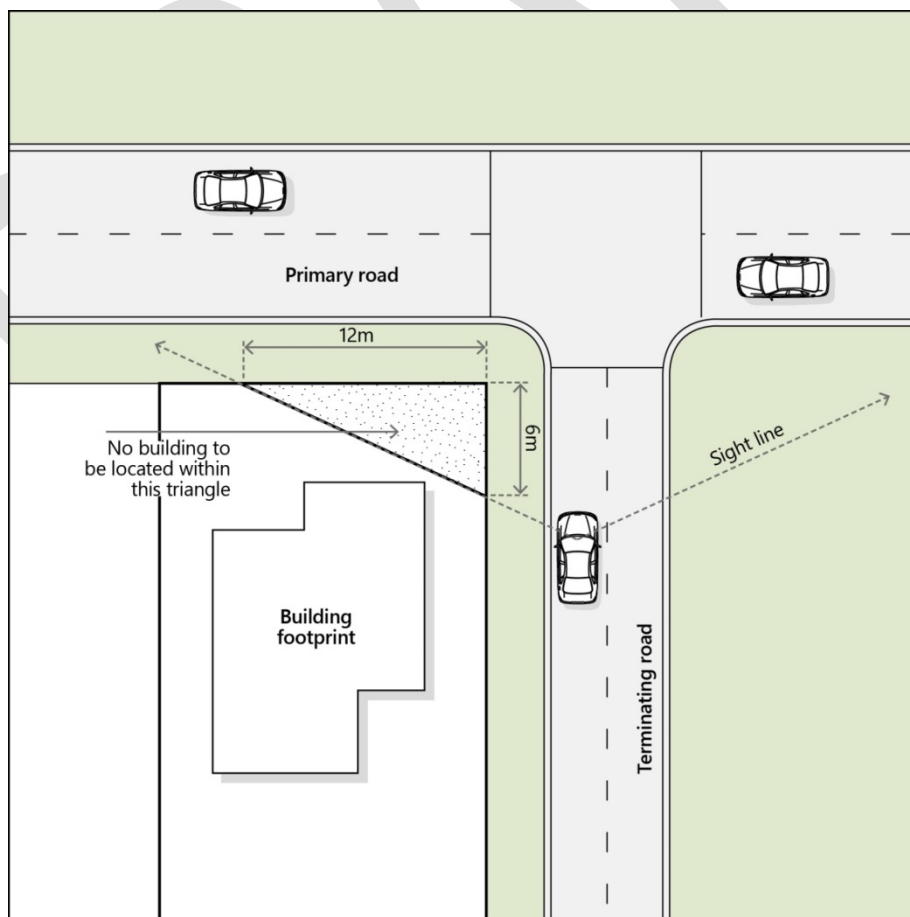 Primary road
12m
6m
No building to
be located within
this triangle
Sight line
Building
footprint
Terminating road